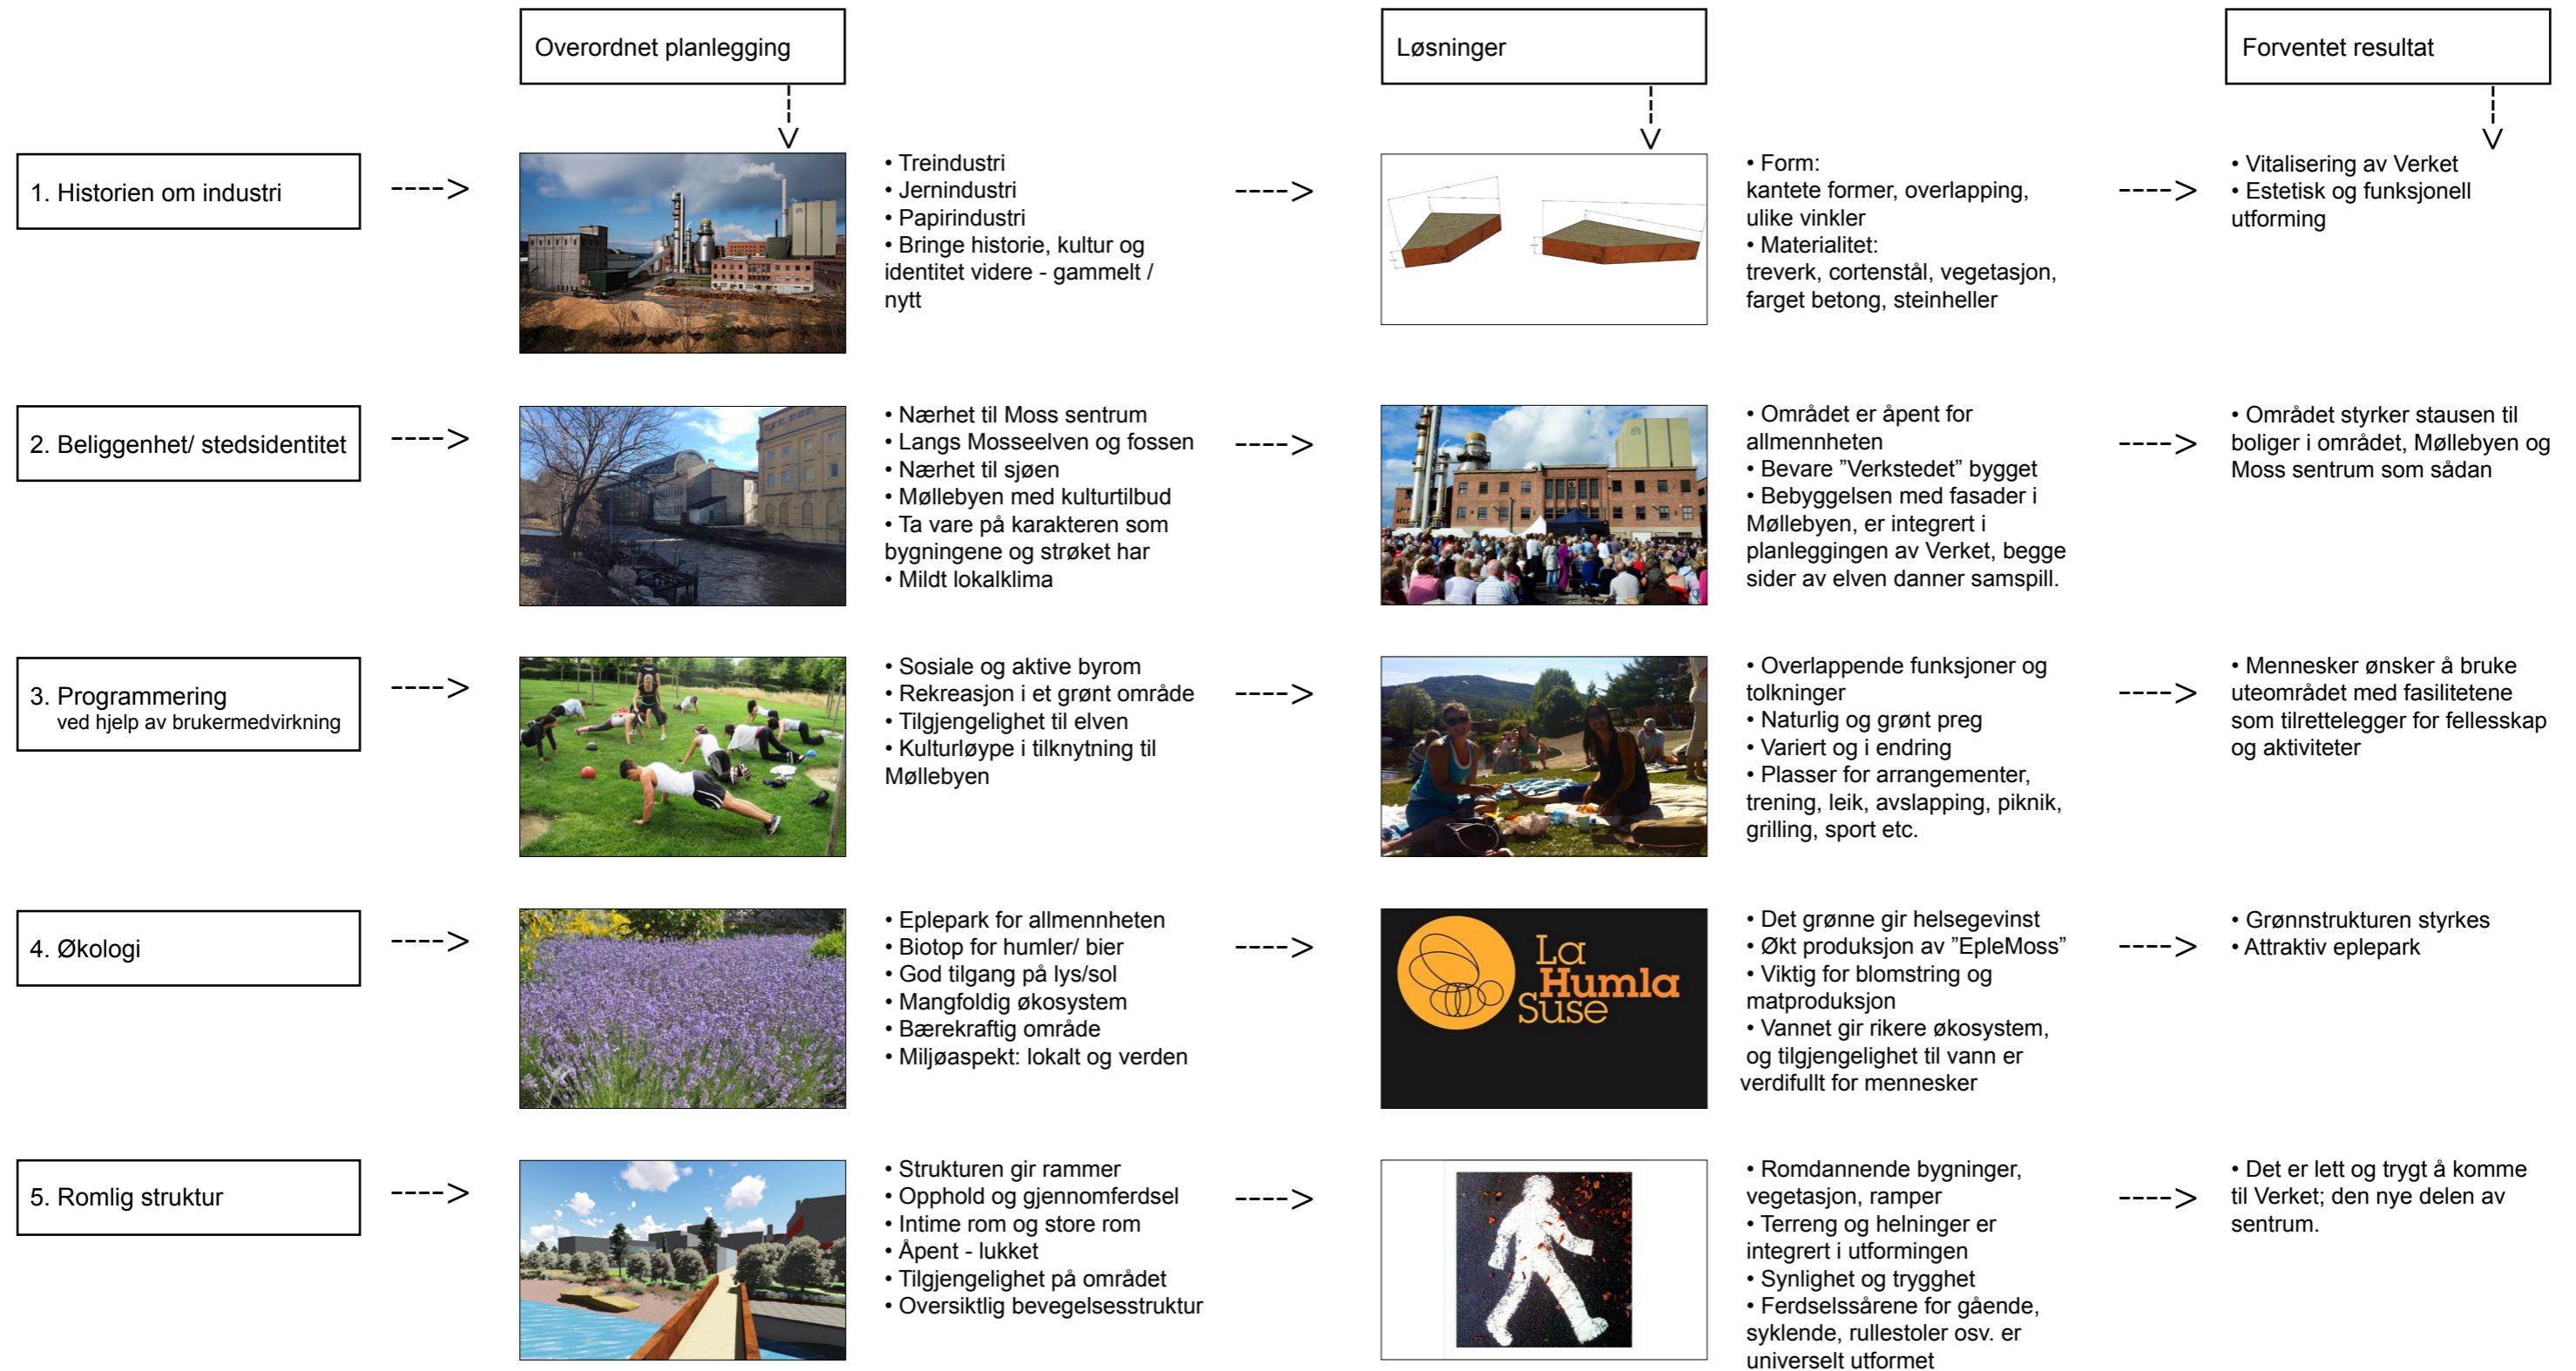 Overordnet planlegging
Løsninger
Forventet resultat
1. Historien om industri
• Treindustri
• Jernindustri
• Papirindustri
• Bringe historie, kultur og
identitet videre - gammelt /
nytt
• Form:
kantete former, overlapping,
ulike vinkler
• Materialitet:
treverk, cortenstål, vegetasjon,
farget betong, steinheller
• Vitalisering av Verket
• Estetisk og funksjonell
utforming
2. Beliggenhet/ stedsidentitet
• Nærhet til Moss sentrum
• Langs Mosseelven og fossen
• Nærhet til sjøen
• Møllebyen med kulturtilbud
• Ta vare på karakteren som
bygningene og strøket har
• Mildt lokalklima
• Området er åpent for
allmennheten
• Bevare ”Verkstedet” bygget
• Bebyggelsen med fasader i
Møllebyen, er integrert i
planleggingen av Verket, begge
sider av elven danner samspill.
• Området styrker stausen til
boliger i området, Møllebyen og
Moss sentrum som sådan
3. Programmering
ved hjelp av brukermedvirkning
• Sosiale og aktive byrom
• Rekreasjon i et grønt område
• Tilgjengelighet til elven
• Kulturløype i tilknytning til
Møllebyen
• Overlappende funksjoner og
tolkninger
• Naturlig og grønt preg
• Variert og i endring
• Plasser for arrangementer,
trening, leik, avslapping, piknik,
grilling, sport etc.
• Mennesker ønsker å bruke
uteområdet med fasilitetene
som tilrettelegger for fellesskap
og aktiviteter
4. Økologi
• Eplepark for allmennheten
• Biotop for humler/ bier
• God tilgang på lys/sol
• Mangfoldig økosystem
• Bærekraftig område
• Miljøaspekt: lokalt og verden
La
Humla
Suse
• Det grønne gir helsegevinst
• Økt produksjon av ”EpleMoss”
• Viktig for blomstring og
matproduksjon
• Vannet gir rikere økosystem,
og tilgjengelighet til vann er
verdifullt for mennesker
• Grønnstrukturen styrkes
• Attraktiv eplepark
5. Romlig struktur
• Strukturen gir rammer
• Opphold og gjennomferdsel
• Intime rom og store rom
• Åpent - lukket
• Tilgjengelighet på området
• Oversiktlig bevegelsesstruktur
• Romdannende bygninger,
vegetasjon, ramper
• Terreng og helninger er
integrert i utformingen
• Synlighet og trygghet
• Ferdselssårene for gående,
syklende, rullestoler osv. er
universelt utformet
• Det er lett og trygt å komme
til Verket; den nye delen av
sentrum.